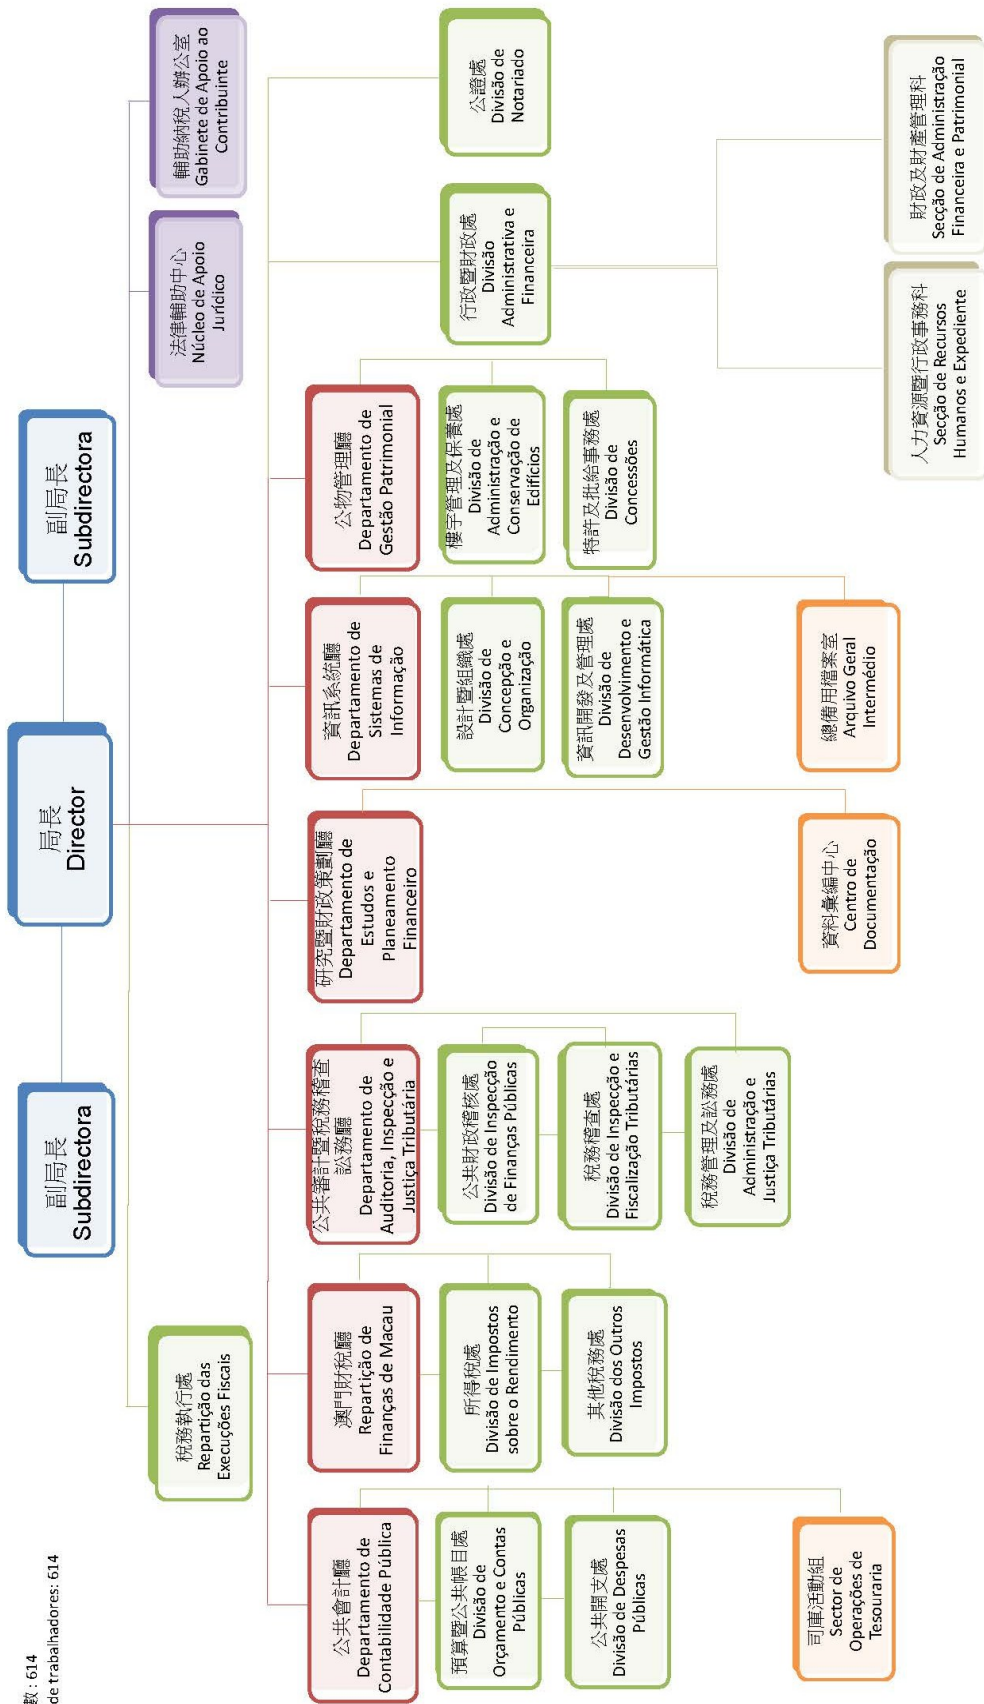 數 : 614
de trabalhadores: 614
副局長
Subdirectora
局長
Director
副局長
Subdirectora
稅務執行處
Repartição das
Execuções Fiscais
法律輔助中心
Núcleo de Apoio
Jurídico
輔助納稅人辦公室
Gabinete de Apoio ao
Contribuinte
公共會計廳
Departamento de
Contabilidade Pública
澳門財稅廳
Repartição de
Finanças de Macau
公共審計暨稅務稽查
訟務廳
Departamento de
Auditoria, Inspecção e
Justiça Tributária
研究暨財政策劃廳
Departamento de
Estudos e
Planeamento
Financeiro
資訊系統廳
Departamento de
Sistemas de
Informação
公物管理廳
Departamento de
Gestão Patrimonial
行政暨財政處
Divisão
Administrativa e
Financeira
公證處
Divisão de
Notariado
預算暨公共帳目處
Divisão de
Orçamento e Contas
Públicas
所得稅處
Divisão de Impostos
sobre o Rendimento
公共財政稽核處
Divisão de Inspecção
de Finanças Públicas
設計暨組織處
Divisão de
Concepção e
Organização
樓宇管理及保養處
Divisão de
Administração e
Conservação de
Edifícios
公共開支處
Divisão de Despesas
Públicas
其他稅務處
Divisão dos Outros
Impostos
稅務稽查處
Divisão de Inspecção e
Fiscalização Tributárias
資訊開發及管理處
Divisão de
Desenvolvimento e
Gestão Informática
特許及批給事務處
Divisão de
Concessões
稅務管理及訟務處
Divisão de
Administração e
Justiça Tributárias
司庫活動組
Sector de
Operações de
Tesouraria
資料彙編中心
Centro de
Documentação
總備用檔案室
Arquivo Geral
Intermédio
人力資源暨行政事務科
Secção de Recursos
Humanos e Expediente
財政及財產管理科
Secção de Administração
Financeira e Patrimonial